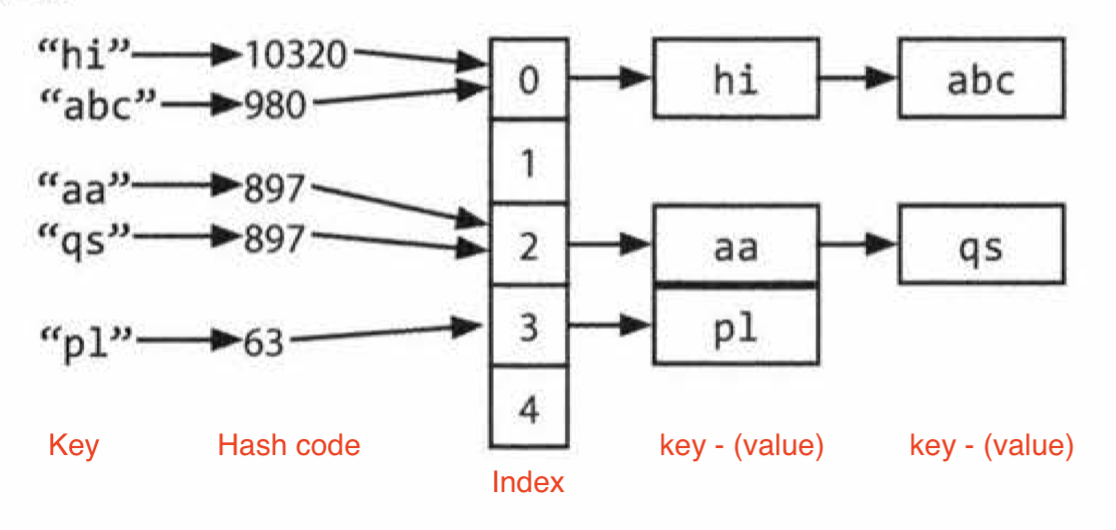 “hi” 10320 0 hi abc
“abc” 980
1
“aa” 897
“qs” 897 2 aa qs
“pl” 63 3 pl
4
Key Hash code key - (value) key - (value)
Index